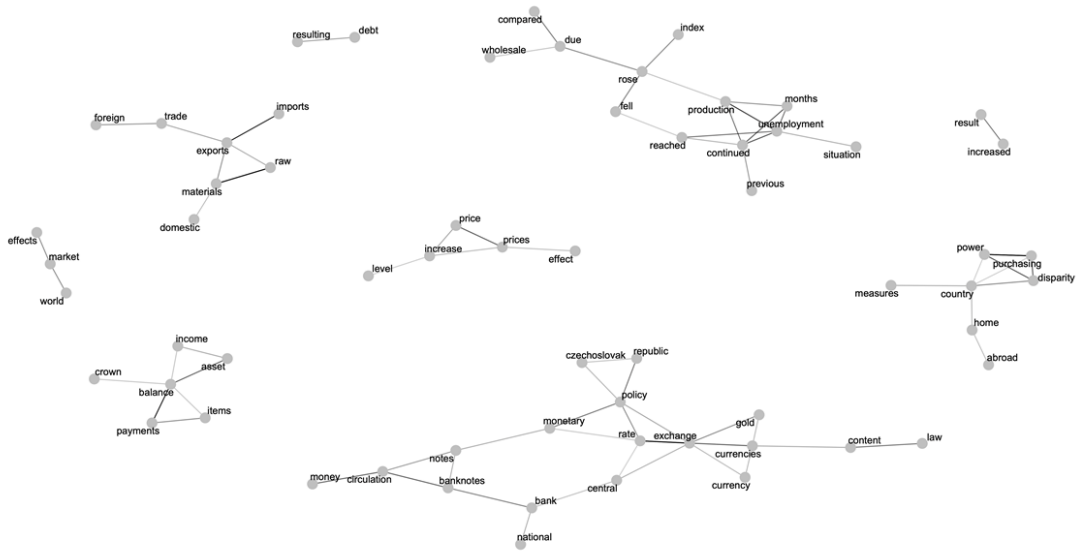 compared
debt
resulting
index
due
wholesale
rose
months
imports
fell
production
foreign
trade
unemployment
result
exports
reached
continued
situation
increased
raw
previous
materials
price
domestic
effects
prices
power
increase
market
effect
purchasing
level
disparity
measures
country
world
home
income
republic
czechoslovak
abroad
asset
crown
balance
policy
items
monetary
gold
payments
rate
exchange
content
law
currencies
notes
money
circulation
banknotes
central
currency
bank
national